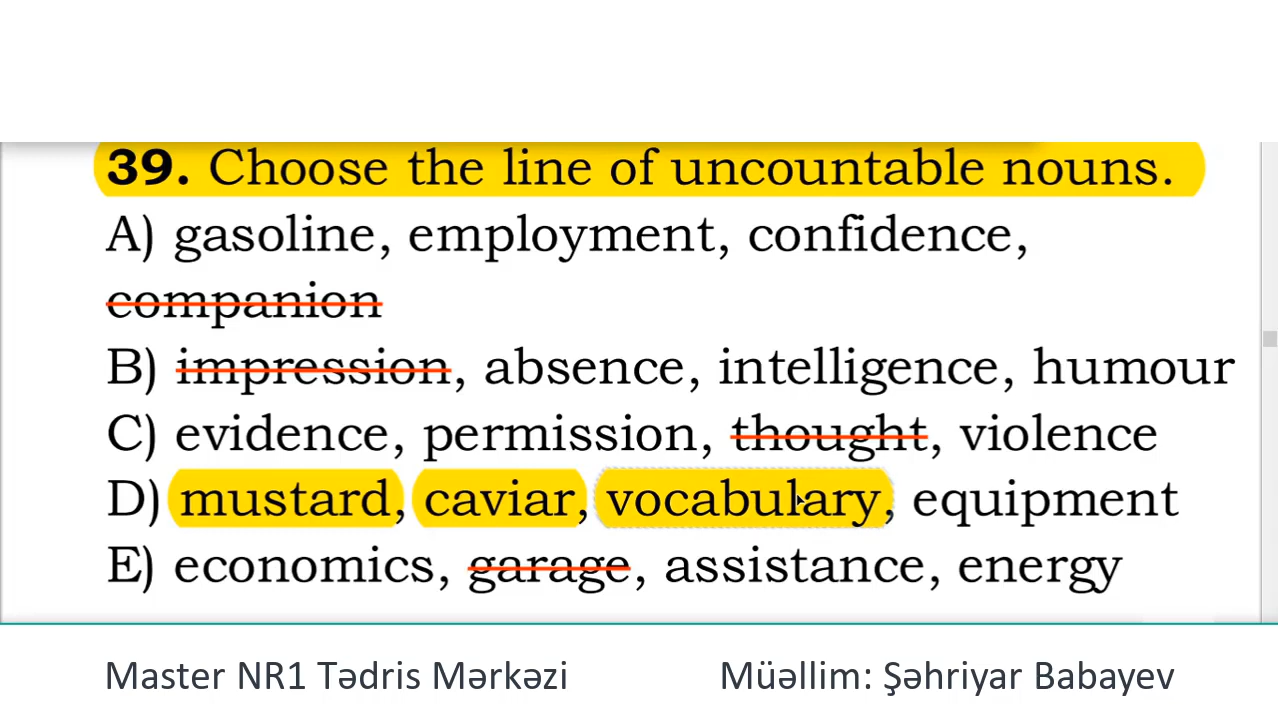 39. Choose the line of uncountable nouns.
A) gasoline, employment, confidence,
companion
B) impression, absence, intelligence, humour
C) evidence, permission, thought, violence
D) mustard, caviar, vocabulary, equipment
E) economics, garage, assistance, energy
Master NR1 Tədris Mərkəzi Müəllim: Şəhriyar Babayev